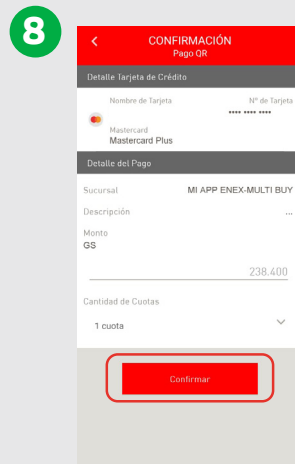 8
CONFIRMACIÓN
Pago QR
Detalle Tarjeta de Crédito
Nombre de Tarjeta Nº de Tarjeta
•••• •••• ••••
Mastercard
Mastercard Plus
Detalle del Pago
Sucursal MI APP ENEX-MULTI BUY
Descripción ...
Monto
GS
238.400
Cantidad de Cuotas
1 cuota
Confirmar